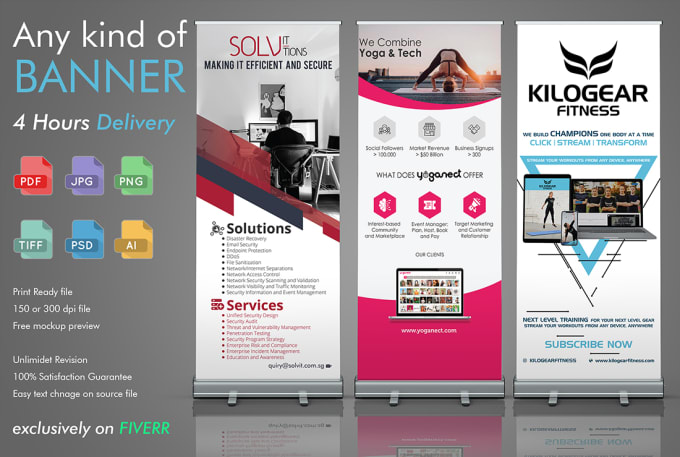 Any kind of
BANNER
4 Hours Delivery
PDF
JPG
PNG
TIFF
PSD
AI
Print Ready file
150 or 300 dpi file
Free mockup preview
Unlimidet Revision
100% Satisfaction Guarantee
Easy text chnage on source file
exclusively on FIVERR
SOLV IT
TIONS
MAKING IT EFFICIENT AND SECURE
Solutions
Disaster Recovery
Email Security
Endpoint Protection
DDoS
File Sanitization
Network/Internet Separations
Network Access Control
Network Security Scanning and Validation
Network Visibility and Traffic Monitoring
Security Information and Event Management
Services
Unified Security Design
Security Audit
Threat and Vulnerability Management
Penetration Testing
Security Program Strategy
Enterprise Risk and Compliance
Enterprise Incident Management
Education and Awareness
quiry@solvit.com.sg
We Combine
Yoga & Tech
Social Followers
> 100,000
Market Revenue
> $80 Billion
Business Signups
> 300
WHAT DOES yoganect OFFER
Interest-based
Community
and Marketplace
Event Manager:
Plan, Host, Book
and Pay
Target Marketing
and Customer
Relationship
OUR CLIENTS
www.yoganect.com
KILOGEAR
FITNESS
WE BUILD CHAMPIONS ONE BODY AT A TIME
CLICK | STREAM | TRANSFORM
STREAM YOUR WORKOUTS FROM ANY DEVICE, ANYWHERE
KILOGEAR
FITNESS
NEXT LEVEL TRAINING FOR YOUR NEXT LEVEL GEAR
STREAM YOUR WORKOUTS FROM ANY DEVICE, ANYWHERE
SUBSCRIBE NOW
KILOGEARFITNESS
www.kilogearfitness.com